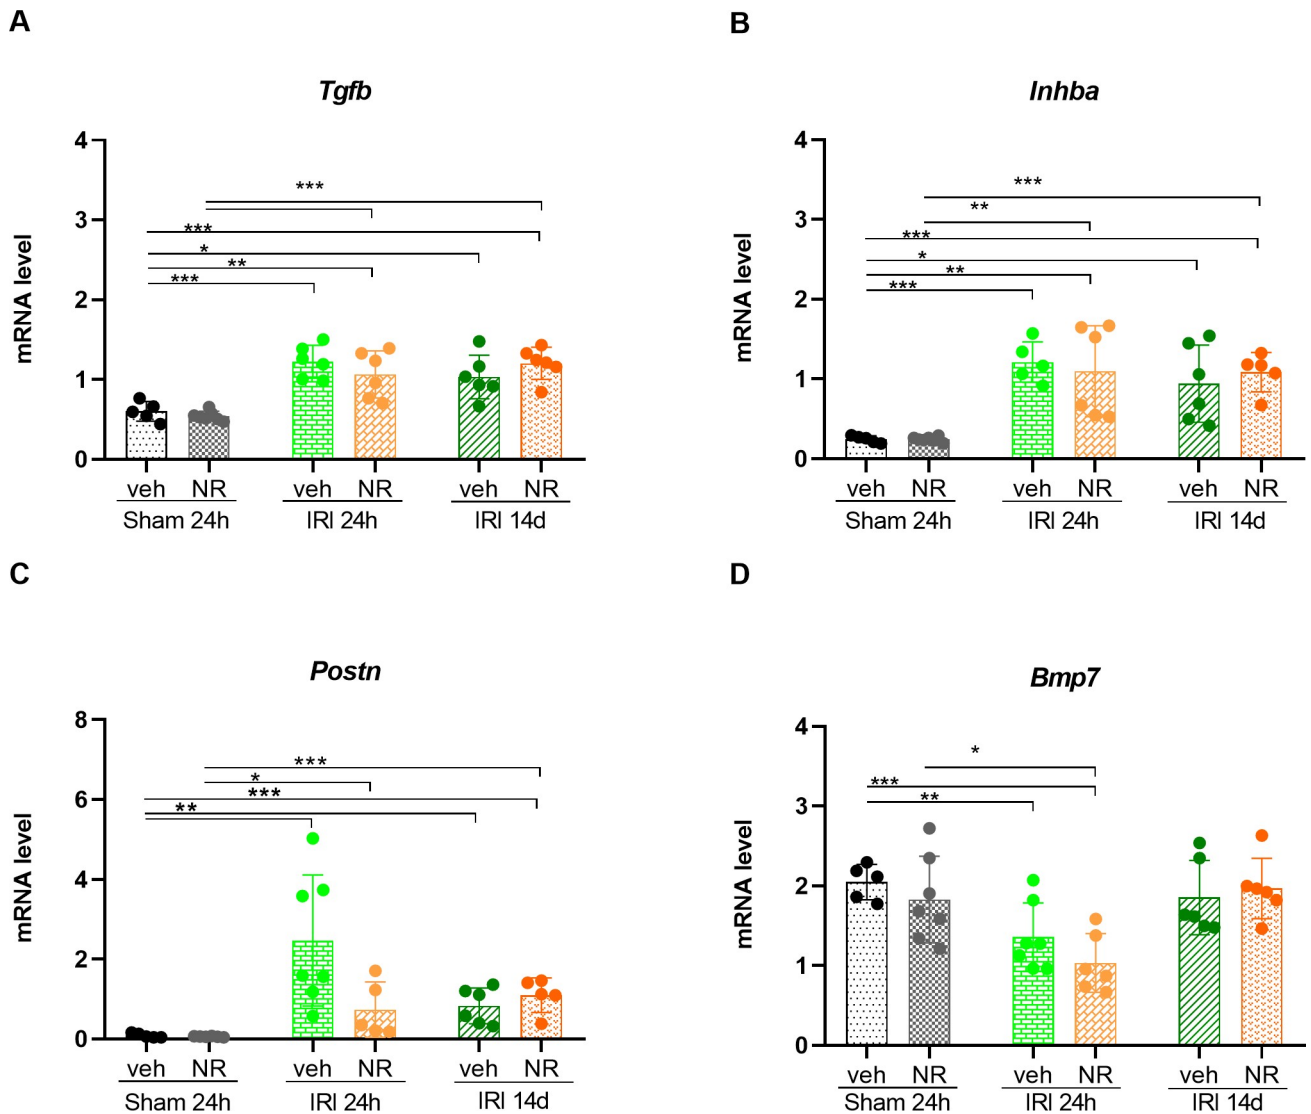 A
Tgfb
mRNA level
4
3
2
1
0
***
***
*
**
***
veh NR veh NR veh NR
Sham 24h IRI 24h IRI 14d
B
Inhba
mRNA level
4
3
2
1
0
***
**
***
*
**
***
veh NR veh NR veh NR
Sham 24h IRI 24h IRI 14d
C
Postn
mRNA level
8
6
4
2
0
***
*
***
**
veh NR veh NR veh NR
Sham 24h IRI 24h IRI 14d
D
Bmp7
mRNA level
4
3
2
1
0
*
***
**
veh NR veh NR veh NR
Sham 24h IRI 24h IRI 14d